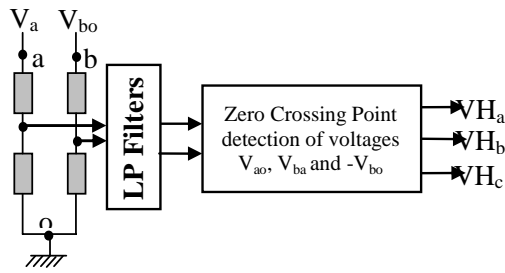 Va Vbo
a b
LP Filters
Zero Crossing Point
detection of voltages
Vao, Vba and -Vbo
VHa
VHb
VHc
o